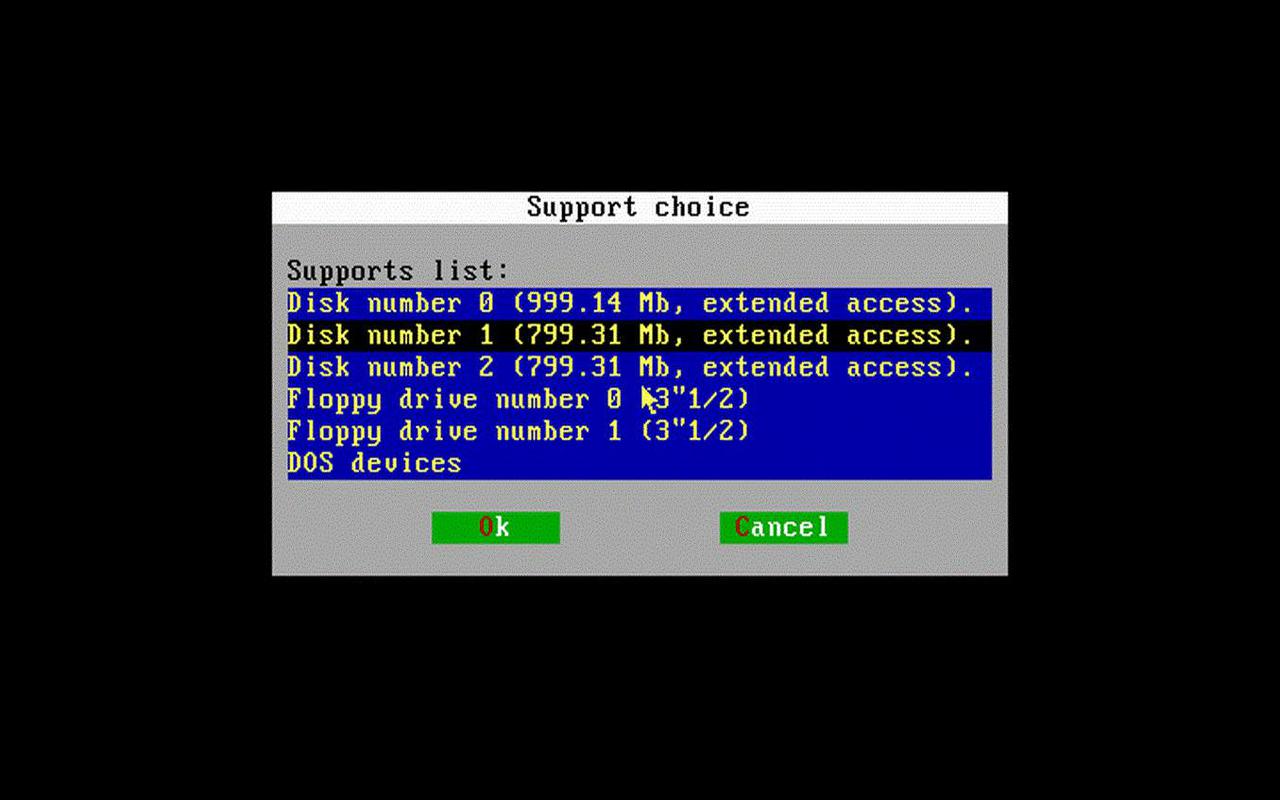 Support choice
Supports list:
Disk number 0 (999.14 Mb, extended access).
Disk number 1 (799.31 Mb, extended access).
Disk number 2 (799.31 Mb, extended access).
Floppy drive number 0 (3"1/2)
Floppy drive number 1 (3"1/2)
DOS devices
Ok Cancel